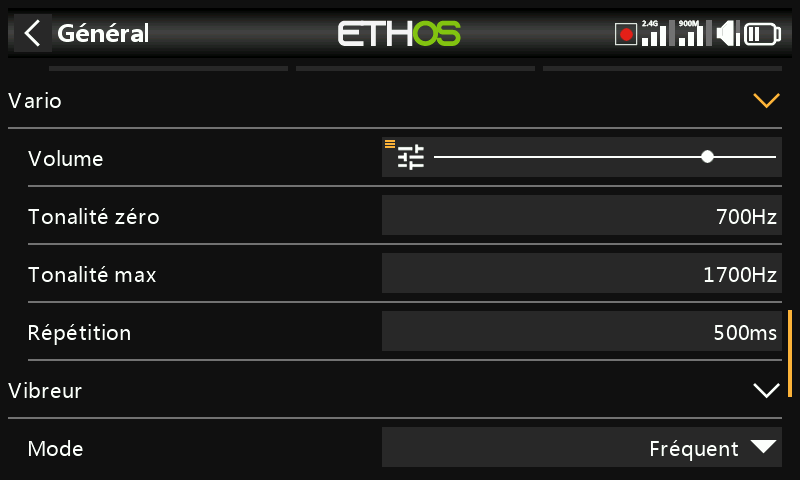 Général
ETHOS
2.4G
900M
Vario
Volume
Tonalité zéro
700Hz
Tonalité max
1700Hz
Répétition
500ms
Vibreur
Mode
Fréquent